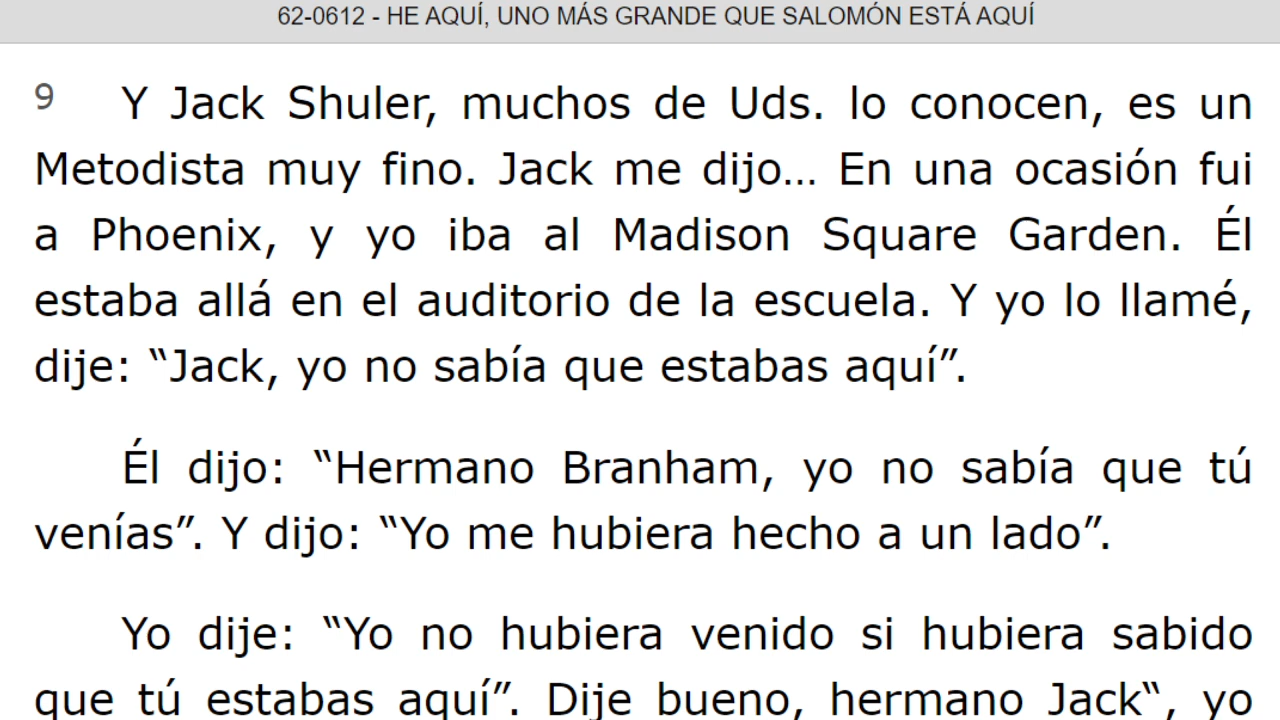 62-0612 - HE AQUÍ, UNO MÁS GRANDE QUE SALOMÓN ESTÁ AQUÍ
9 Y Jack Shuler, muchos de Uds. lo conocen, es un
Metodista muy fino. Jack me dijo… En una ocasión fui
a Phoenix, y yo iba al Madison Square Garden. Él
estaba allá en el auditorio de la escuela. Y yo lo llamé,
dije: “Jack, yo no sabía que estabas aquí”.
Él dijo: “Hermano Branham, yo no sabía que tú
venías”. Y dijo: “Yo me hubiera hecho a un lado”.
Yo dije: “Yo no hubiera venido si hubiera sabido
que tú estabas aquí”. Dije bueno, hermano Jack“, yo